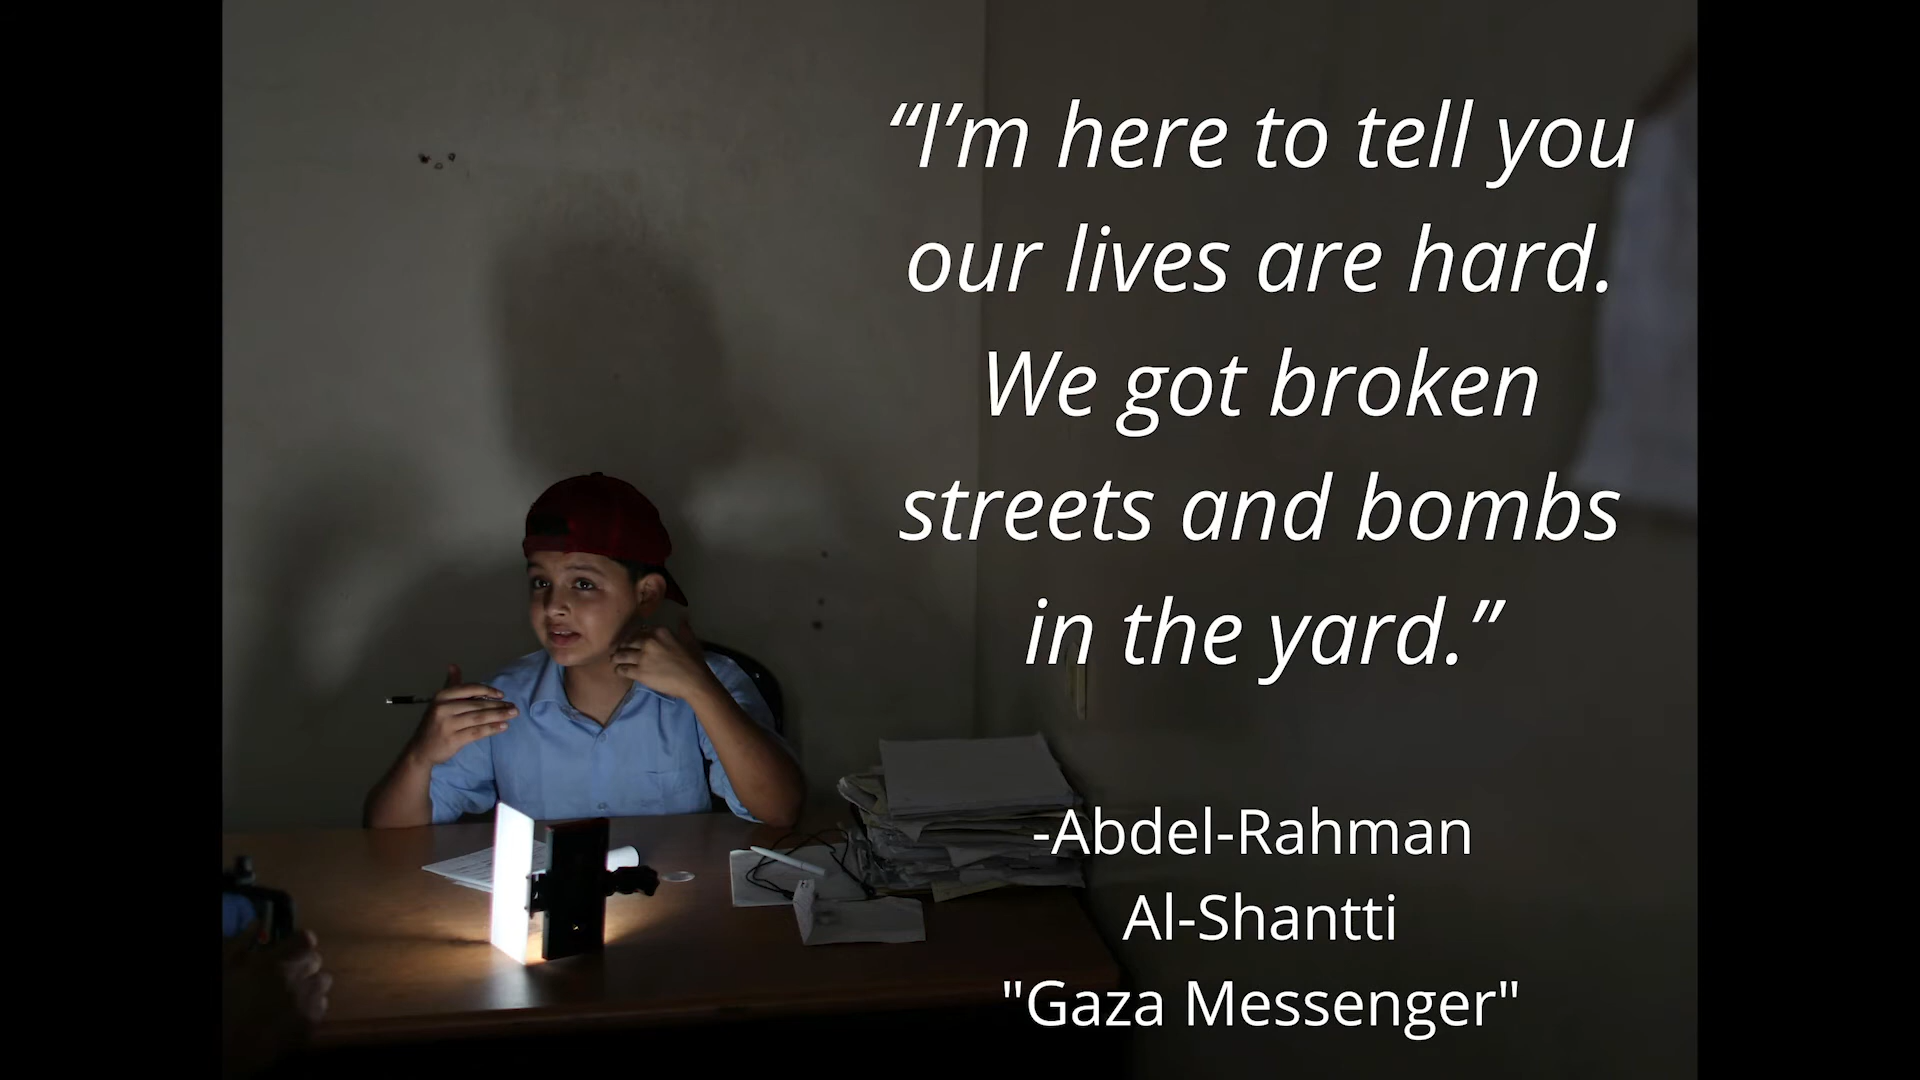 “I’m here to tell you
our lives are hard.
We got broken
streets and bombs
in the yard.”
-Abdel-Rahman
Al-Shantti
"Gaza Messenger"